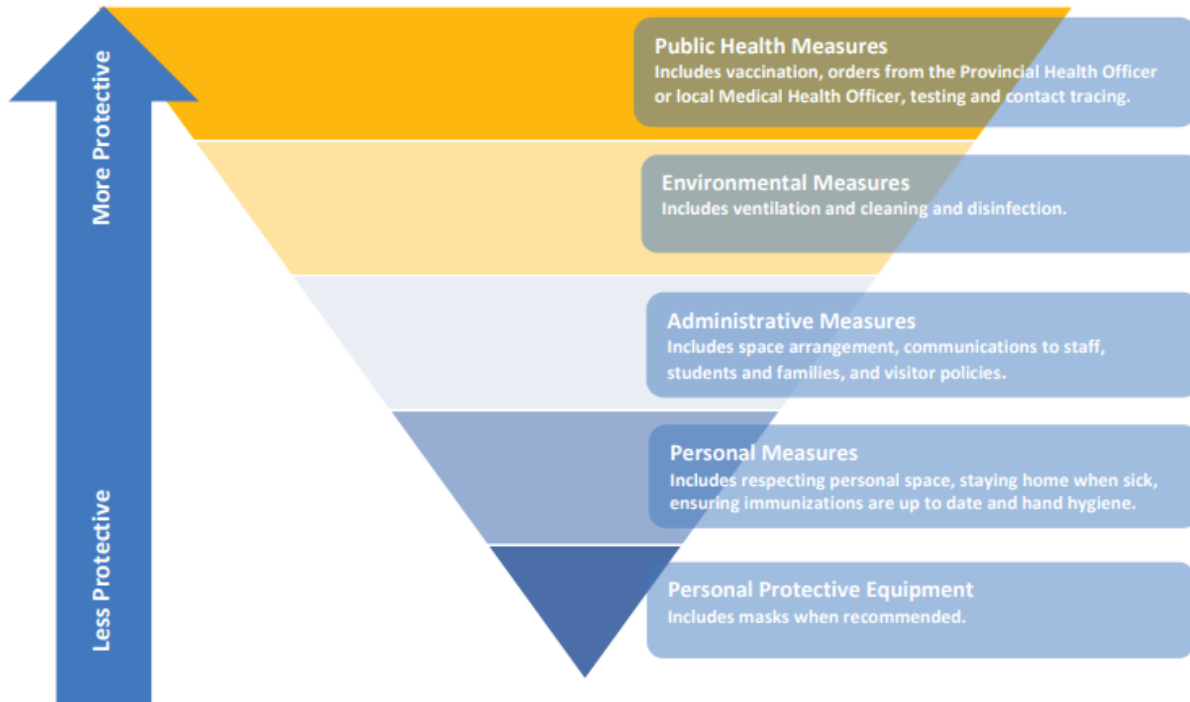 More Protective
Less Protective
Public Health Measures
Includes vaccination, orders from the Provincial Health Officer
or local Medical Health Officer, testing and contact tracing.
Environmental Measures
Includes ventilation and cleaning and disinfection.
Administrative Measures
Includes space arrangement, communications to staff,
students and families, and visitor policies.
Personal Measures
Includes respecting personal space, staying home when sick,
ensuring immunizations are up to date and hand hygiene.
Personal Protective Equipment
Includes masks when recommended.